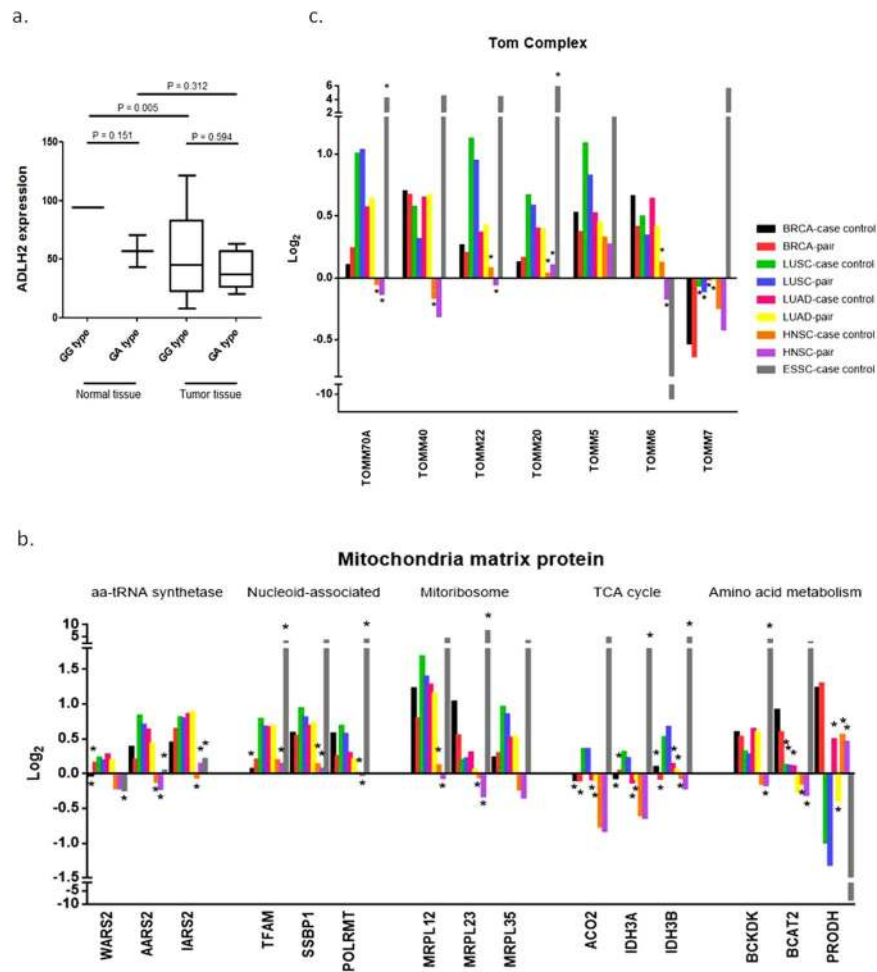 a.
P = 0.312
P = 0.005
P = 0.151
P = 0.594
150
100
50
0
ADLH2 expression
GG typo
GA typo
GG typo
GA typo
Normal tissue
Tumor tissue
c.
Tom Complex
6
4
2
1.0
0.5
0.0
-0.5
-10
Log2
TOMM70A
TOMM40
TOMM22
TOMM20
TOMM5
TOMM6
TOMM7
BRCA-case control
BRCA-pair
LUSC-case control
LUSC-pair
LUAD-case control
LUAD-pair
HNSC-case control
HNSC-pair
ESSC-case control
b.
Mitochondria matrix protein
aa-tRNA synthetase
Nucleoid-associated
Mitoribosome
TCA cycle
Amino acid metabolism
10
5
1.5
1.0
0.5
0.0
-0.5
-1.0
-1.5
-5
-10
Log2
WARS2
AARS2
IARS2
TFAM
SSBP1
POLRMT
MRPL12
MRPL23
MRPL35
ACO2
IDH3A
IDH3B
BCKDK
BCAT2
PRODH